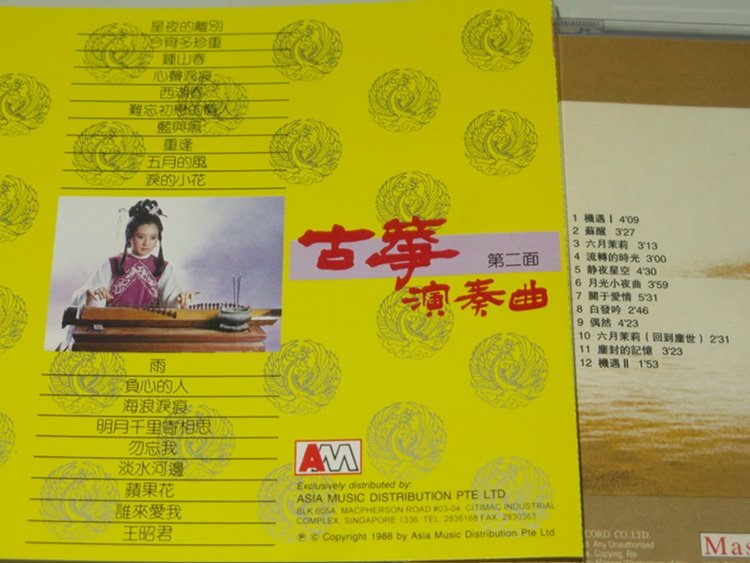 星夜的離別
今宵多珍重
鍾山春
心聲淚痕
西湖春
難忘初戀的情人
藍與黑
重逢
五月的風
淚的小花
古箏
第二面
演奏曲
雨
負心的人
海浪淚痕
明月千里寄相思
勿忘我
淡水河邊
蘋果花
誰來愛我
王昭君
AM
Exclusively distributed by:
ASIA MUSIC DISTRIBUTION PTE LTD
BLK 605A, MACPHERSON ROAD #03-04 CITIMAC INDUSTRIAL
COMPLEX SINGAPORE 1336 TEL 2836168 FAX 2830363
℗ © Copyright 1988 by Asia Music Distribution Pte Ltd
1 機遇 I 4'09
2 蘇醒 3'27
3 六月茉莉 3'13
4 流轉的時光 3'00
5 静夜星空 4'30
6 月光小夜曲 3'59
7 關于愛情 5'31
8 白發吟 2'46
9 偶然 4'23
10 六月茉莉（回到塵世）2'31
11 塵封的記憶 3'23
12 機遇 II 1'53
CORD CO.,LTD.
Any Unauthorised
Copying, Re-
Mas